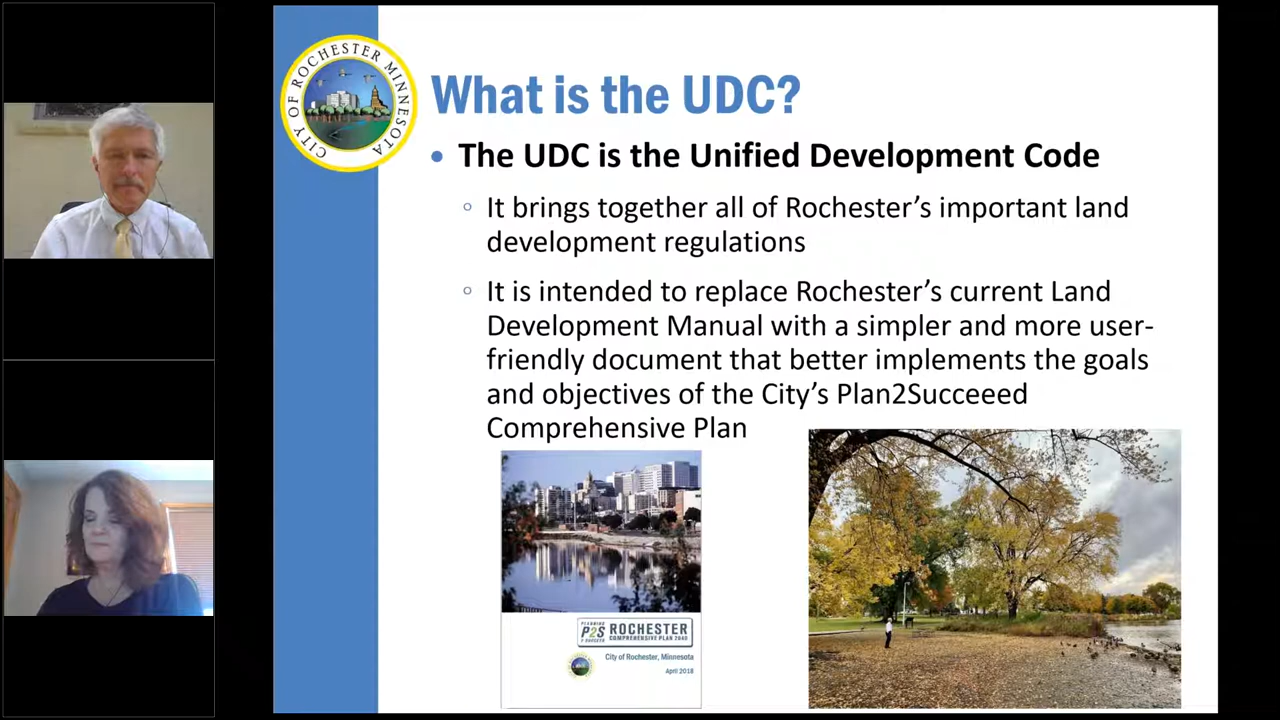 CITY OF ROCHESTER MINNESOTA
What is the UDC?
The UDC is the Unified Development Code
It brings together all of Rochester's important land
development regulations
It is intended to replace Rochester's current Land
Development Manual with a simpler and more user-
friendly document that better implements the goals
and objectives of the City's Plan2Succeeed
Comprehensive Plan
PLANNING
P2S
ROCHESTER
COMPREHENSIVE PLAN 2040
City of Rochester, Minnesota
April 2018